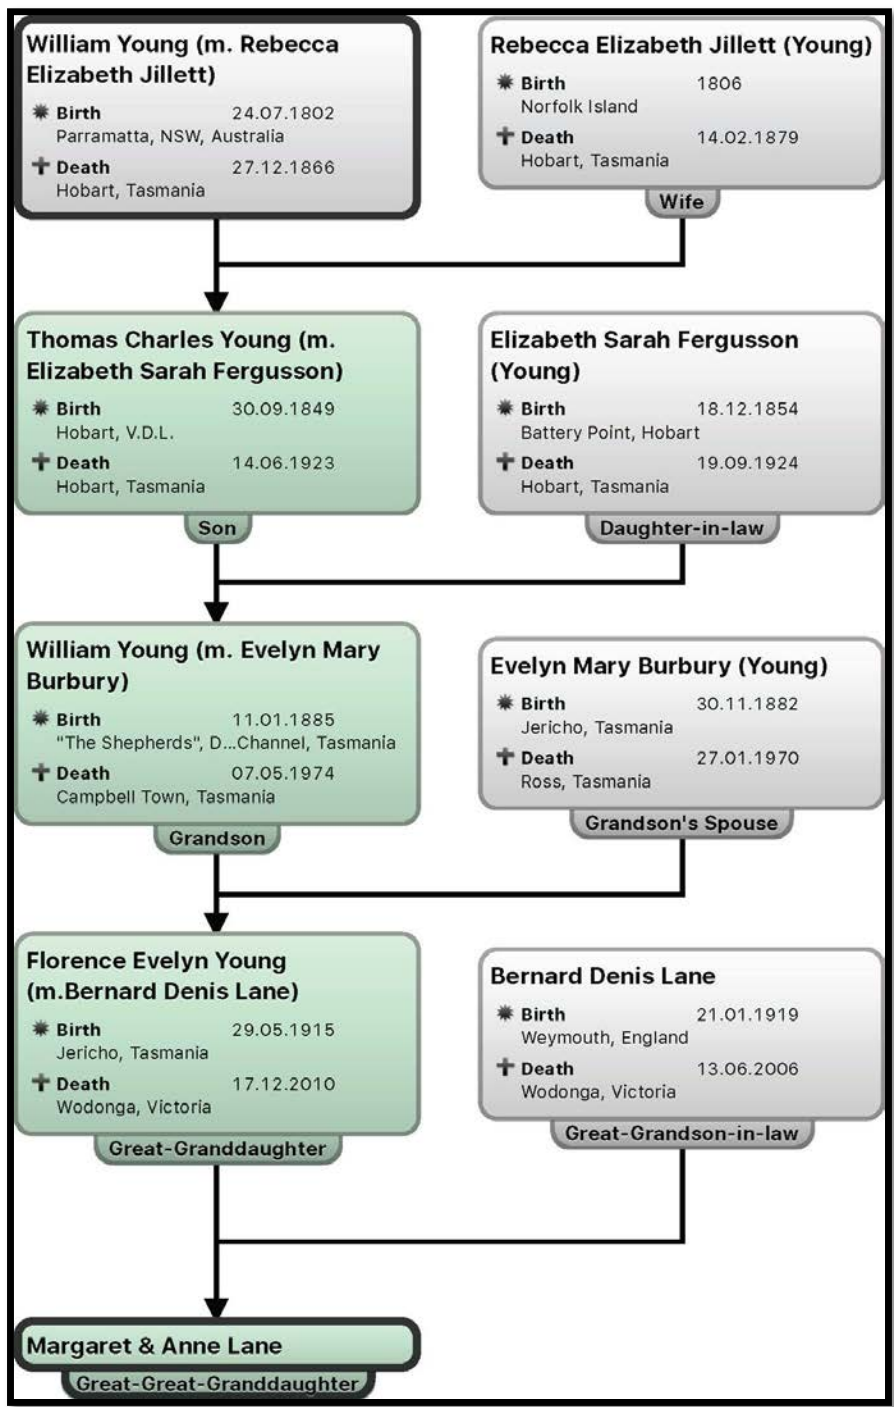 William Young (m. Rebecca
Elizabeth Jillett)
Birth 24.07.1802
Parramatta, NSW, Australia
Death 27.12.1866
Hobart, Tasmania
Rebecca Elizabeth Jillett (Young)
Birth 1806
Norfolk Island
Death 14.02.1879
Hobart, Tasmania
Wife
Thomas Charles Young (m.
Elizabeth Sarah Fergusson)
Birth 30.09.1849
Hobart, V.D.L.
Death 14.06.1923
Hobart, Tasmania
Son
Elizabeth Sarah Fergusson
(Young)
Birth 18.12.1854
Battery Point, Hobart
Death 19.09.1924
Hobart, Tasmania
Daughter-in-law
William Young (m. Evelyn Mary
Burbury)
Birth 11.01.1885
"The Shepherds", D...Channel, Tasmania
Death 07.05.1974
Campbell Town, Tasmania
Grandson
Evelyn Mary Burbury (Young)
Birth 30.11.1882
Jericho, Tasmania
Death 27.01.1970
Ross, Tasmania
Grandson's Spouse
Florence Evelyn Young
(m.Bernard Denis Lane)
Birth 29.05.1915
Jericho, Tasmania
Death 17.12.2010
Wodonga, Victoria
Great-Granddaughter
Bernard Denis Lane
Birth 21.01.1919
Weymouth, England
Death 13.06.2006
Wodonga, Victoria
Great-Grandson-in-law
Margaret & Anne Lane
Great-Great-Granddaughter